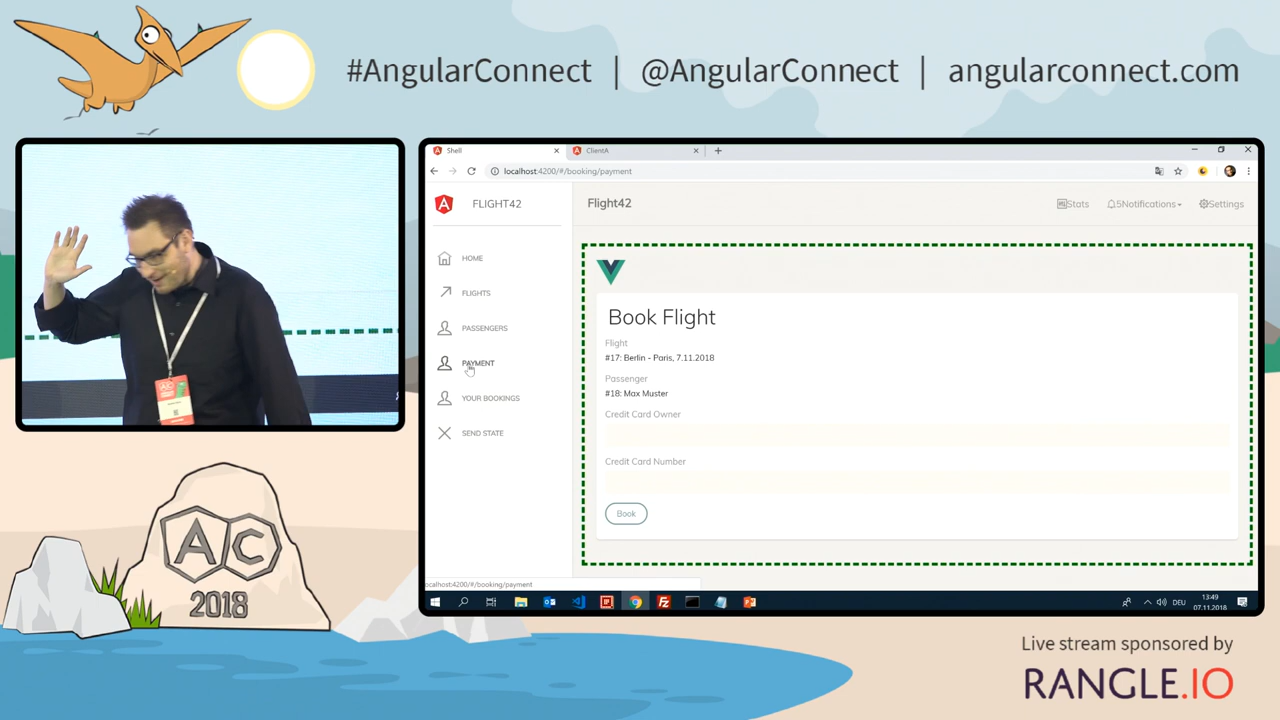 #AngularConnect | @AngularConnect | angularconnect.com
Shell
ClientA
localhost:4200/#/booking/payment
FLIGHT42
Flight42
Stats
5Notifications
Settings
HOME
FLIGHTS
PASSENGERS
PAYMENT
YOUR BOOKINGS
SEND STATE
Book Flight
Flight
#17: Berlin - Paris, 7.11.2018
Passenger
#18: Max Muster
Credit Card Owner
Credit Card Number
Book
ocalhost:4200/#/booking/payment
DEU
13:49
07.11.2018
AC
2018
Live stream sponsored by
RANGLE.IO